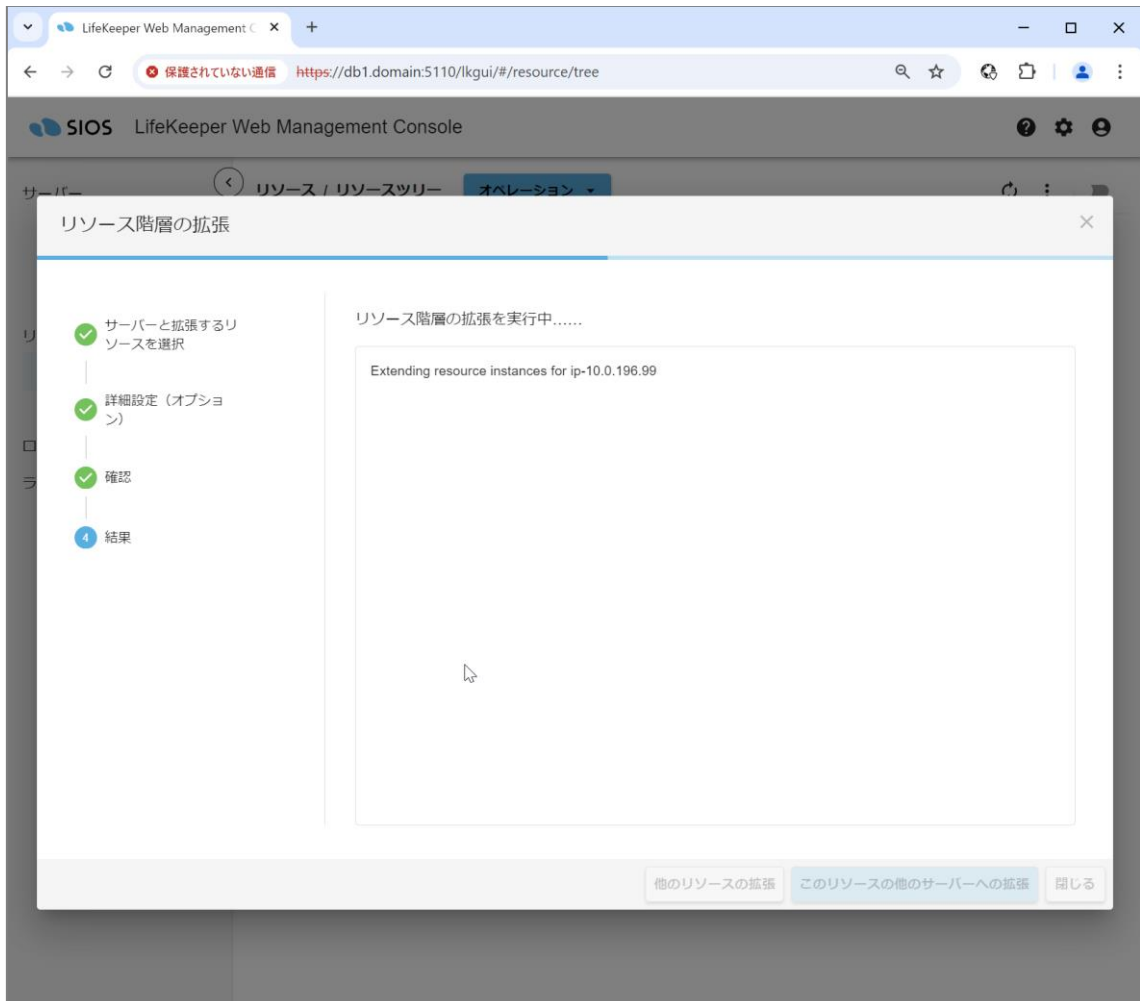 LifeKeeper Web Management C
保護されていない通信 https://db1.domain:5110/lkgui/#/resource/tree
SIOS LifeKeeper Web Management Console
サーバー
リソース / リソースツリー オペレーション
リソース階層の拡張
サーバーと拡張するリ
ソースを選択
詳細設定（オプショ
ン）
確認
4 結果
リソース階層の拡張を実行中......
Extending resource instances for ip-10.0.196.99
他のリソースの拡張 このリソースの他のサーバーへの拡張 閉じる